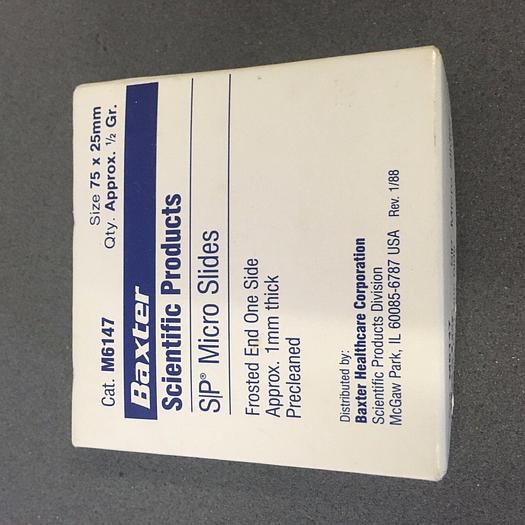 Cat. M6147
Size 75 x 25mm
Qty. Approx. ½ Gr.
Baxter
Scientific Products
S|P® Micro Slides
Frosted End One Side
Approx. 1mm thick
Precleaned
Distributed by:
Baxter Healthcare Corporation
Scientific Products Division
McGaw Park, IL 60085-6787 USA Rev. 1/88